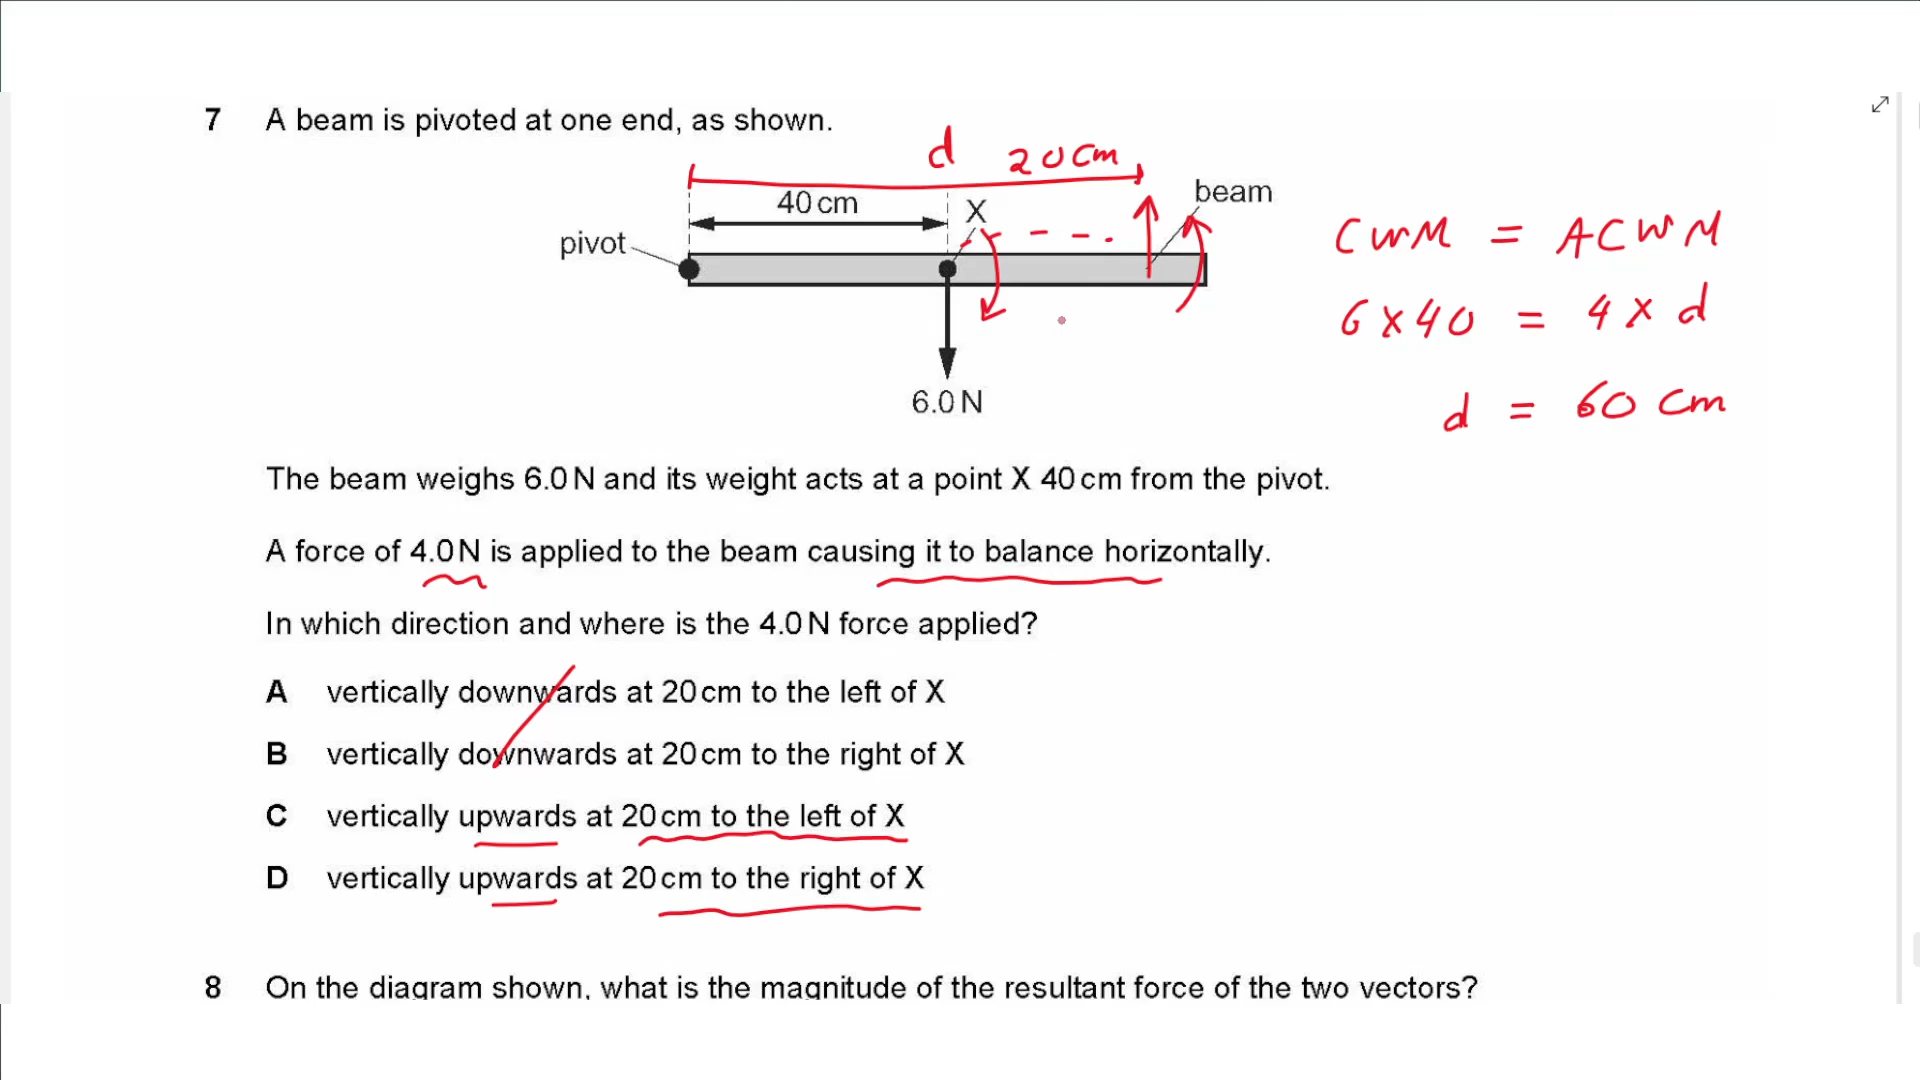 7 A beam is pivoted at one end, as shown.
d 20 cm
beam
40 cm X
pivot
CWM = ACWM
6 x 40 = 4 x d
d = 60 cm
6.0 N
The beam weighs 6.0 N and its weight acts at a point X 40 cm from the pivot.
A force of 4.0 N is applied to the beam causing it to balance horizontally.
In which direction and where is the 4.0 N force applied?
A vertically downwards at 20 cm to the left of X
B vertically downwards at 20 cm to the right of X
C vertically upwards at 20 cm to the left of X
D vertically upwards at 20 cm to the right of X
8 On the diagram shown, what is the magnitude of the resultant force of the two vectors?